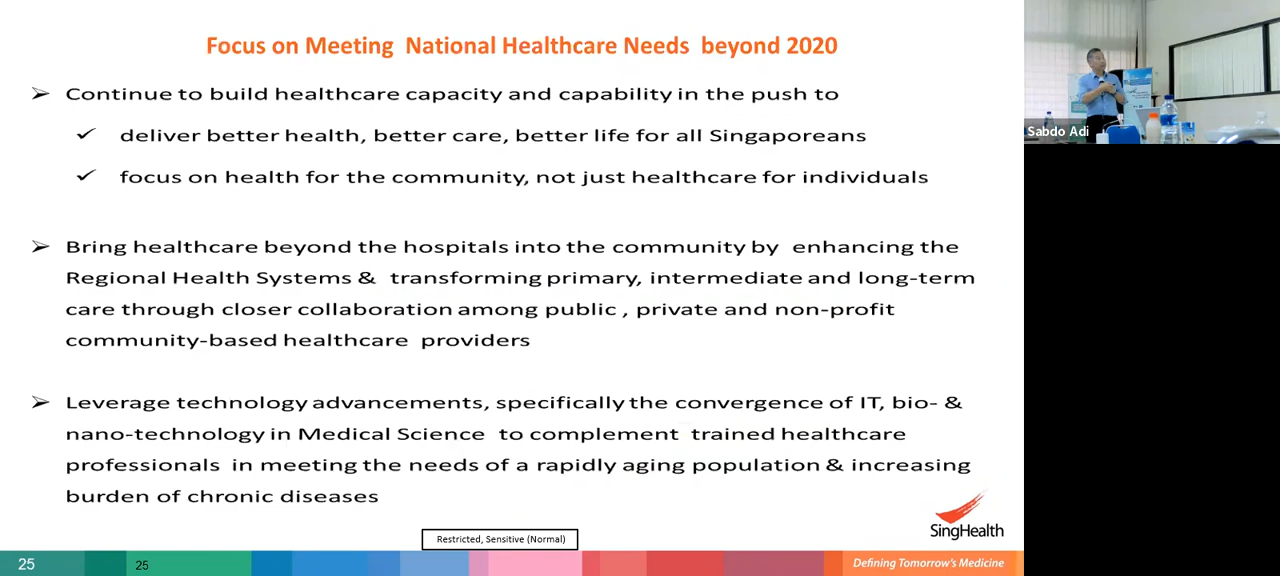 Focus on Meeting National Healthcare Needs beyond 2020
Continue to build healthcare capacity and capability in the push to
deliver better health, better care, better life for all Singaporeans
focus on health for the community, not just healthcare for individuals
Bring healthcare beyond the hospitals into the community by enhancing the
Regional Health Systems & transforming primary, intermediate and long-term
care through closer collaboration among public , private and non-profit
community-based healthcare providers
Leverage technology advancements, specifically the convergence of IT, bio- &
nano-technology in Medical Science to complement trained healthcare
professionals in meeting the needs of a rapidly aging population & increasing
burden of chronic diseases
SingHealth
Restricted, Sensitive (Normal)
25
25
Defining Tomorrow's Medicine
Sabdo Adi